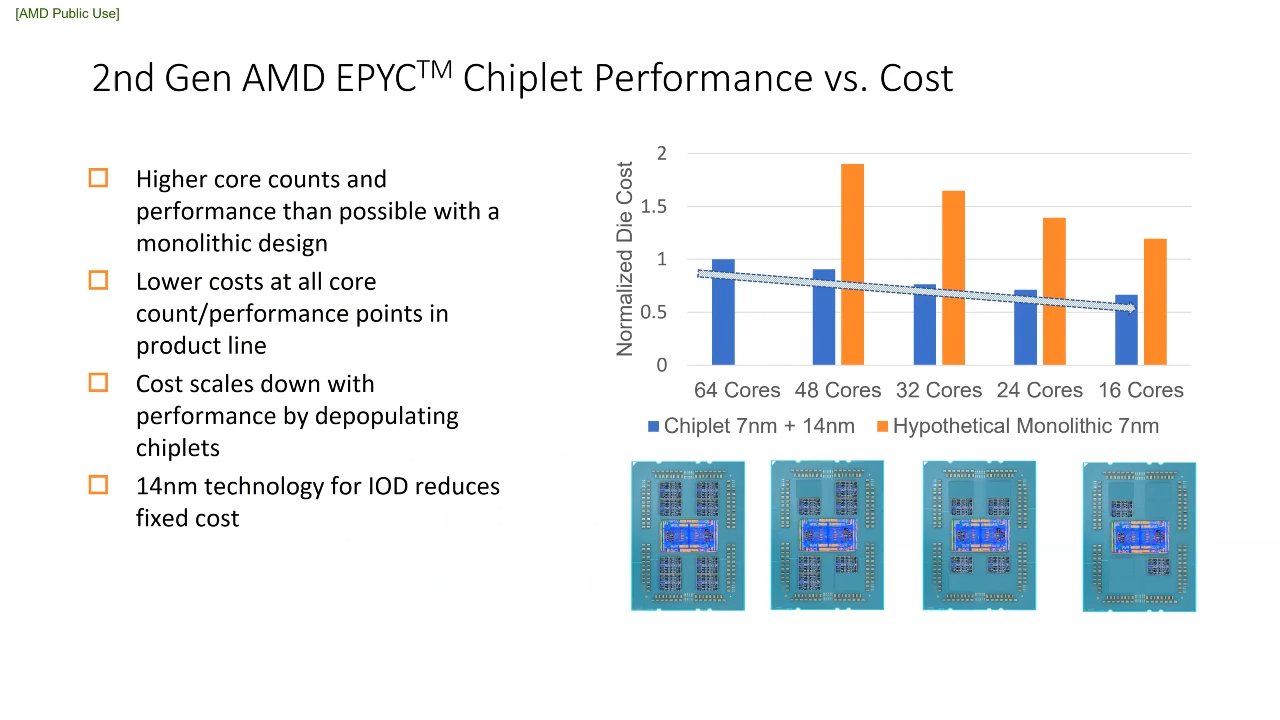 [AMD Public Use]
2nd Gen AMD EPYC™ Chiplet Performance vs. Cost
Higher core counts and
performance than possible with a
monolithic design
Lower costs at all core
count/performance points in
product line
Cost scales down with
performance by depopulating
chiplets
14nm technology for IOD reduces
fixed cost
Normalized Die Cost
2
1.5
1
0.5
0
64 Cores 48 Cores 32 Cores 24 Cores 16 Cores
Chiplet 7nm + 14nm Hypothetical Monolithic 7nm